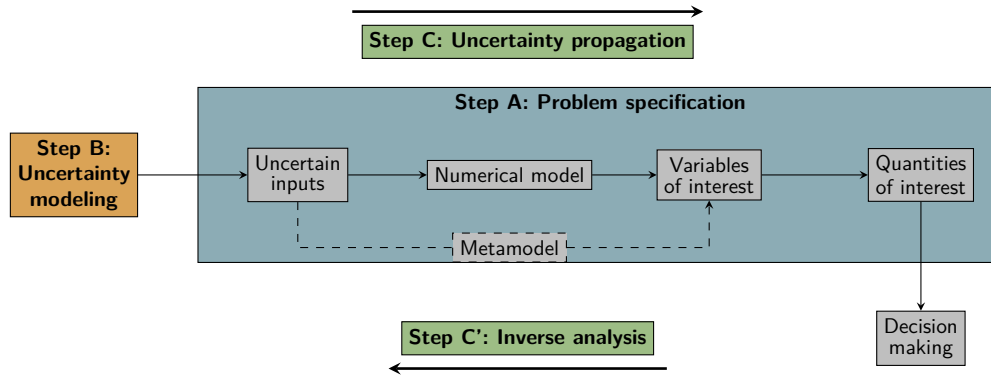 Step C: Uncertainty propagation
Step A: Problem specification
Step B:
Uncertainty
modeling
Uncertain
inputs
Numerical model
Variables
of interest
Quantities
of interest
Metamodel
Decision
making
Step C': Inverse analysis